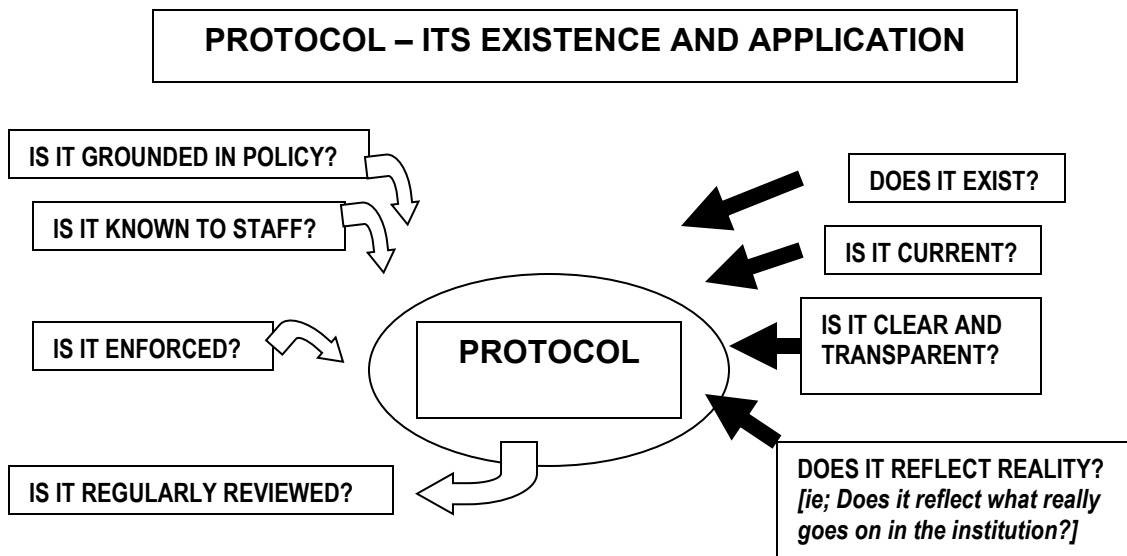 PROTOCOL – ITS EXISTENCE AND APPLICATION
IS IT GROUNDED IN POLICY?
IS IT KNOWN TO STAFF?
IS IT ENFORCED?
IS IT REGULARLY REVIEWED?
PROTOCOL
DOES IT EXIST?
IS IT CURRENT?
IS IT CLEAR AND
TRANSPARENT?
DOES IT REFLECT REALITY?
[ie; Does it reflect what really
goes on in the institution?]